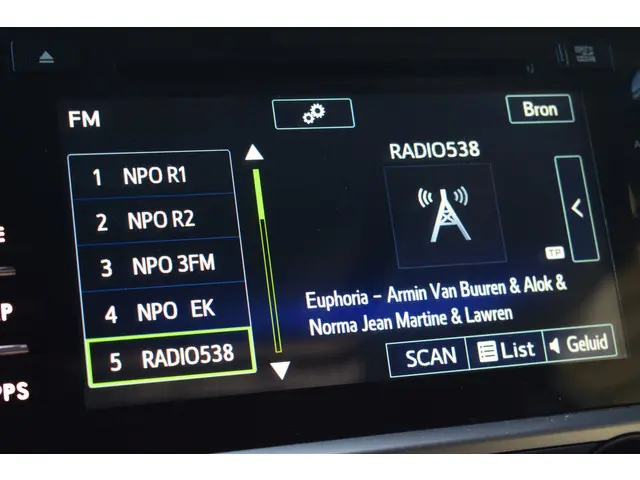 FM
Bron
1 NPO R1
2 NPO R2
3 NPO 3FM
4 NPO EK
5 RADIO538
RADIO538
TP
Euphoria – Armin Van Buuren & Alok &
Norma Jean Martine & Lawren
SCAN
List
Geluid